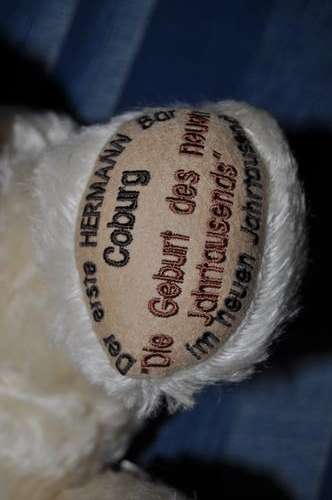 Der erste HERMANN Bär
Coburg
"Die Geburt des neuen
Jahrtausends"
im neuen Jahrtausend